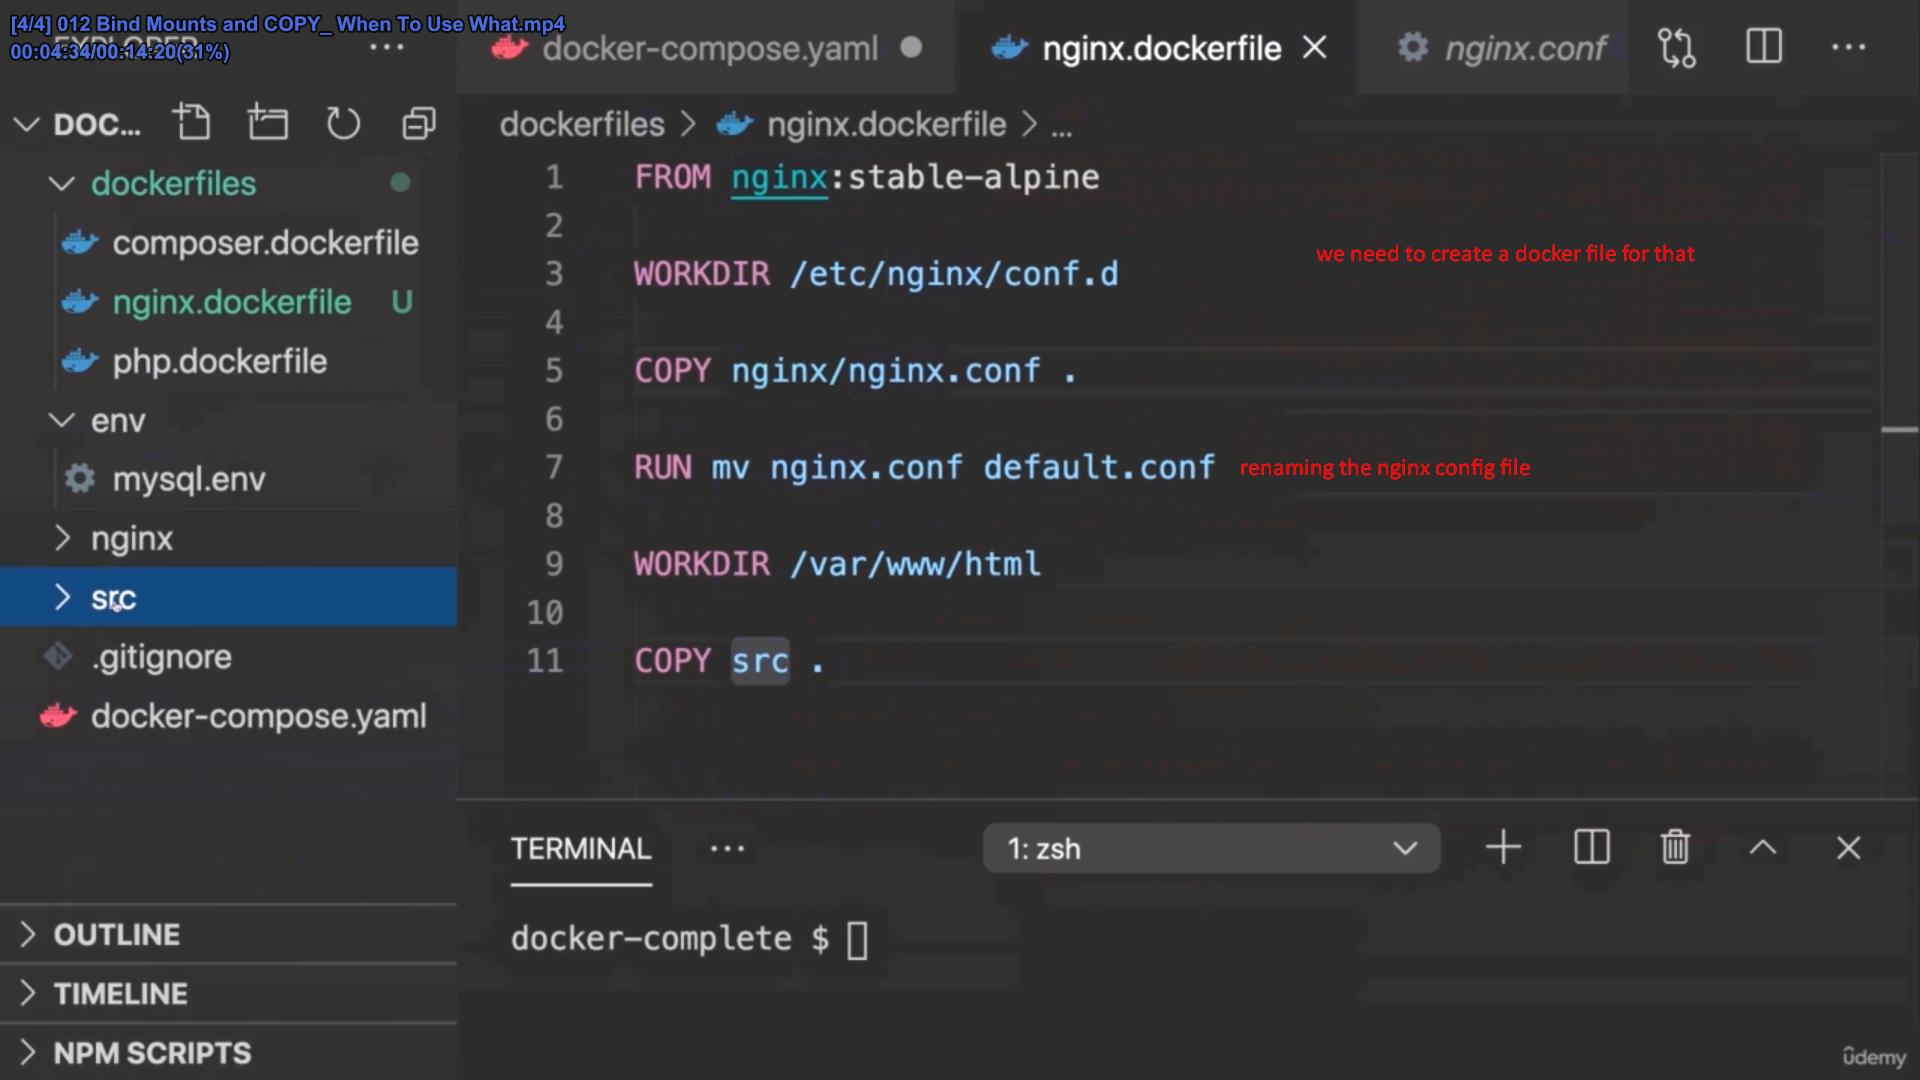 [4/4] 012 Bind Mounts and COPY_ When To Use What.mp4
00:04:34/00:14:20(31%)
EXPLORER
docker-compose.yaml
nginx.dockerfile
nginx.conf
DOC...
dockerfiles > nginx.dockerfile > ...
dockerfiles
composer.dockerfile
nginx.dockerfile U
php.dockerfile
env
mysql.env
nginx
src
.gitignore
docker-compose.yaml
1 FROM nginx:stable-alpine
2
we need to create a docker file for that
3 WORKDIR /etc/nginx/conf.d
4
5 COPY nginx/nginx.conf .
6
7 RUN mv nginx.conf default.conf renaming the nginx config file
8
9 WORKDIR /var/www/html
10
11 COPY src .
TERMINAL
1: zsh
docker-complete $
OUTLINE
TIMELINE
NPM SCRIPTS
ûdemy